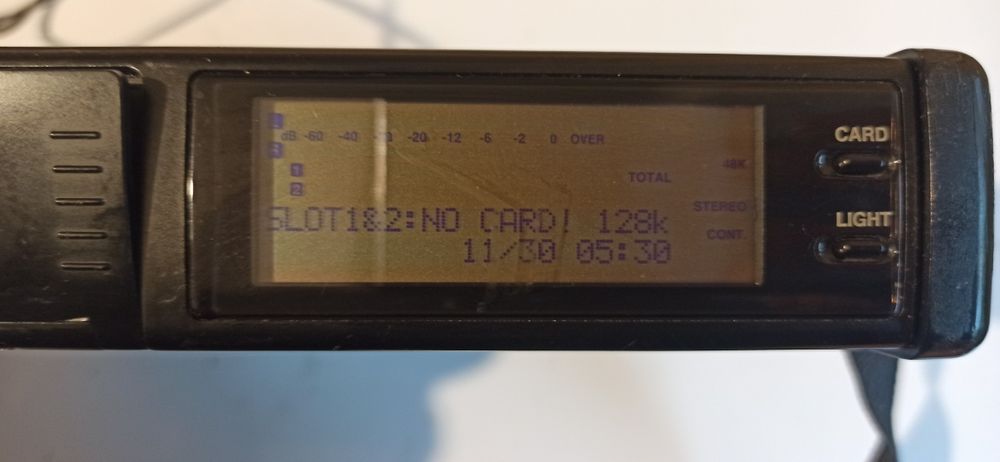 L
dB -60 -40 -30 -20 -12 -6 -2 0 OVER
R
1
2
TOTAL
48K
STEREO
CONT.
SLOT1&2:NO CARD! 128k
11/30 05:30
CARD
LIGHT